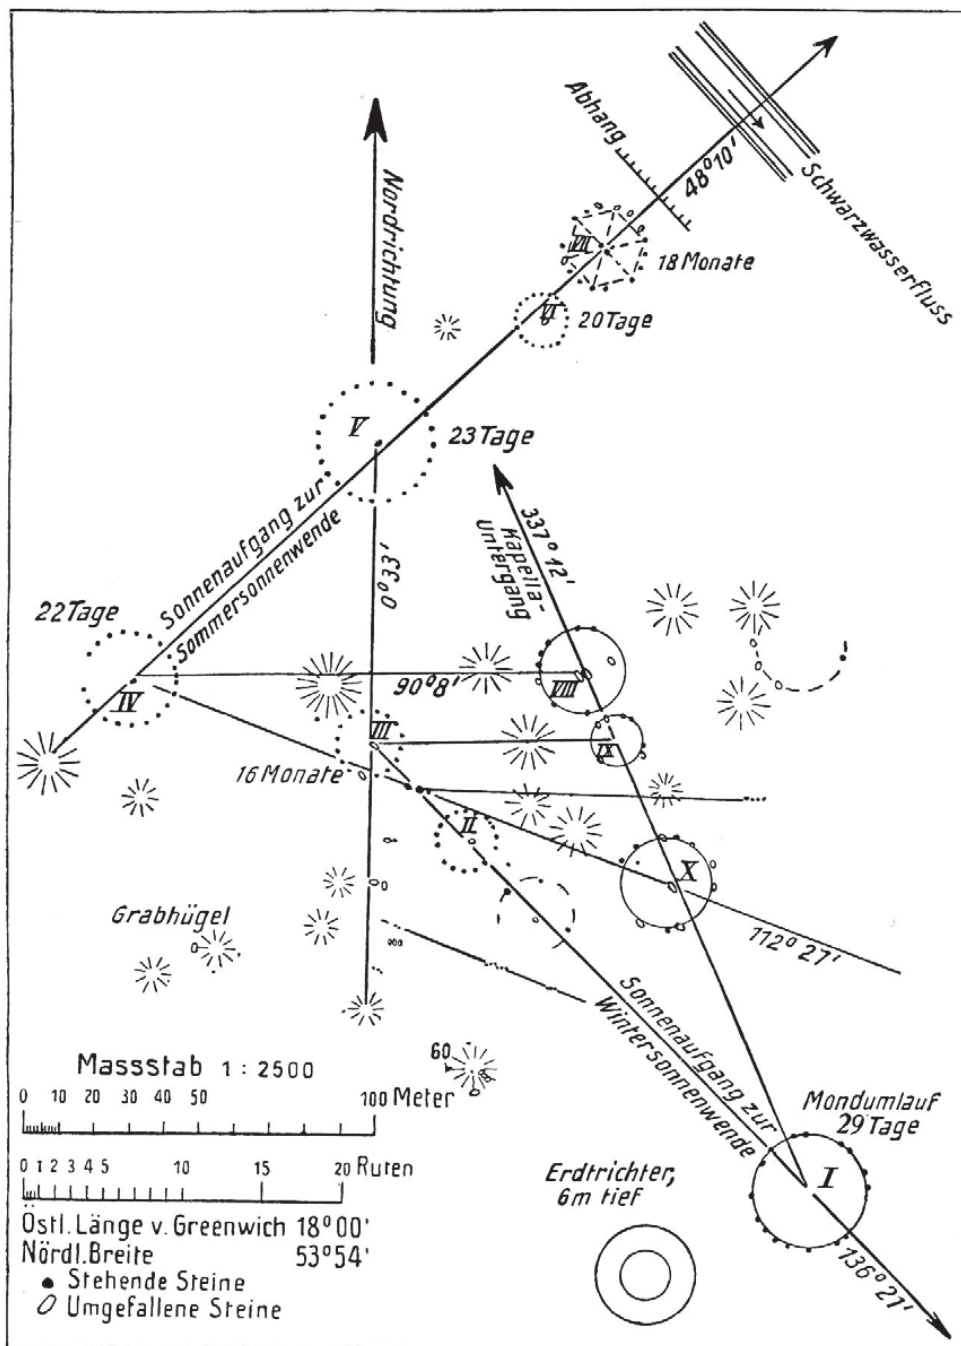 Abhang
48°10'
Schwarzwasserfluss
Nordrichtung
VII
18 Monate
VI
20 Tage
V
23 Tage
Sonnenaufgang zur
Sommersonnenwende
0°33'
337°12'
Kapella-
Untergang
22 Tage
IV
90°8'
VIII
III
IX
16 Monate
II
X
112°27'
Grabhügel
Sonnenaufgang zur
Wintersonnenwende
60
8
Massstab 1 : 2500
0 10 20 30 40 50 100 Meter
0 1 2 3 4 5 10 15 20 Ruten
Östl. Länge v. Greenwich 18°00'
Nördl. Breite 53°54'
Stehende Steine
Umgefallene Steine
Erdtrichter,
6m tief
Mondumlauf
29 Tage
I
136°21'